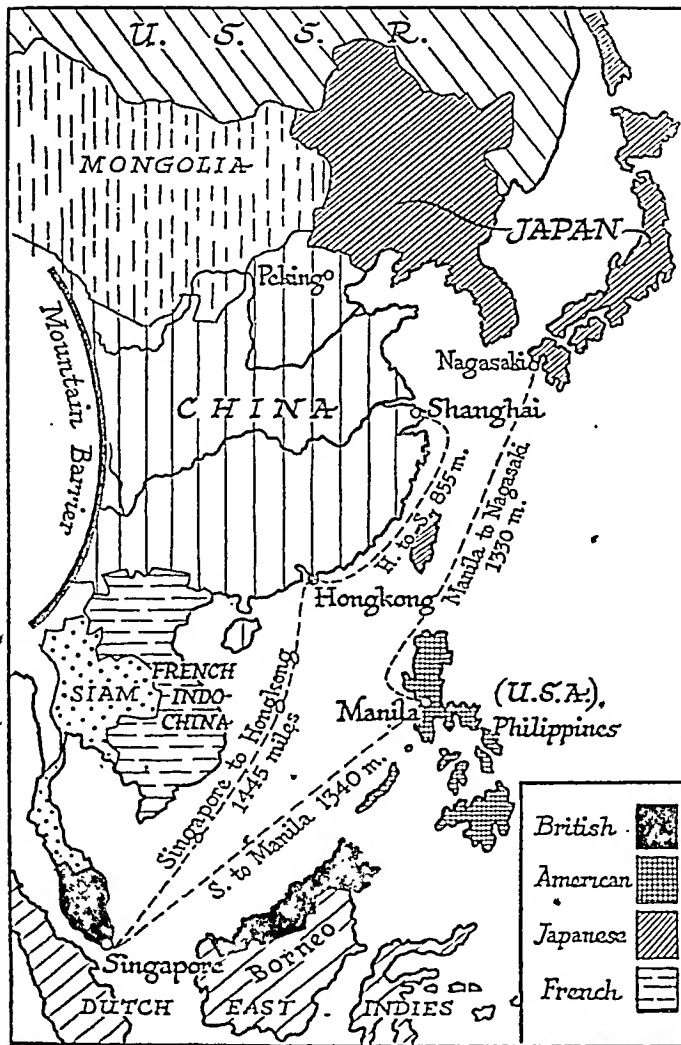 U. S. S. R.
MONGOLIA
JAPAN
Peking
Mountain Barrier
Nagasaki
CHINA
Shanghai
H. to S. 855 m.
Manila to Nagasaki
1330 m.
Hongkong
SIAM
FRENCH
INDO-
CHINA
Singapore to Hongkong
1445 miles
Manila
(U.S.A.)
Philippines
S. to Manila 1340 m.
British
American
Japanese
French
Singapore
Borneo
DUTCH EAST INDIES